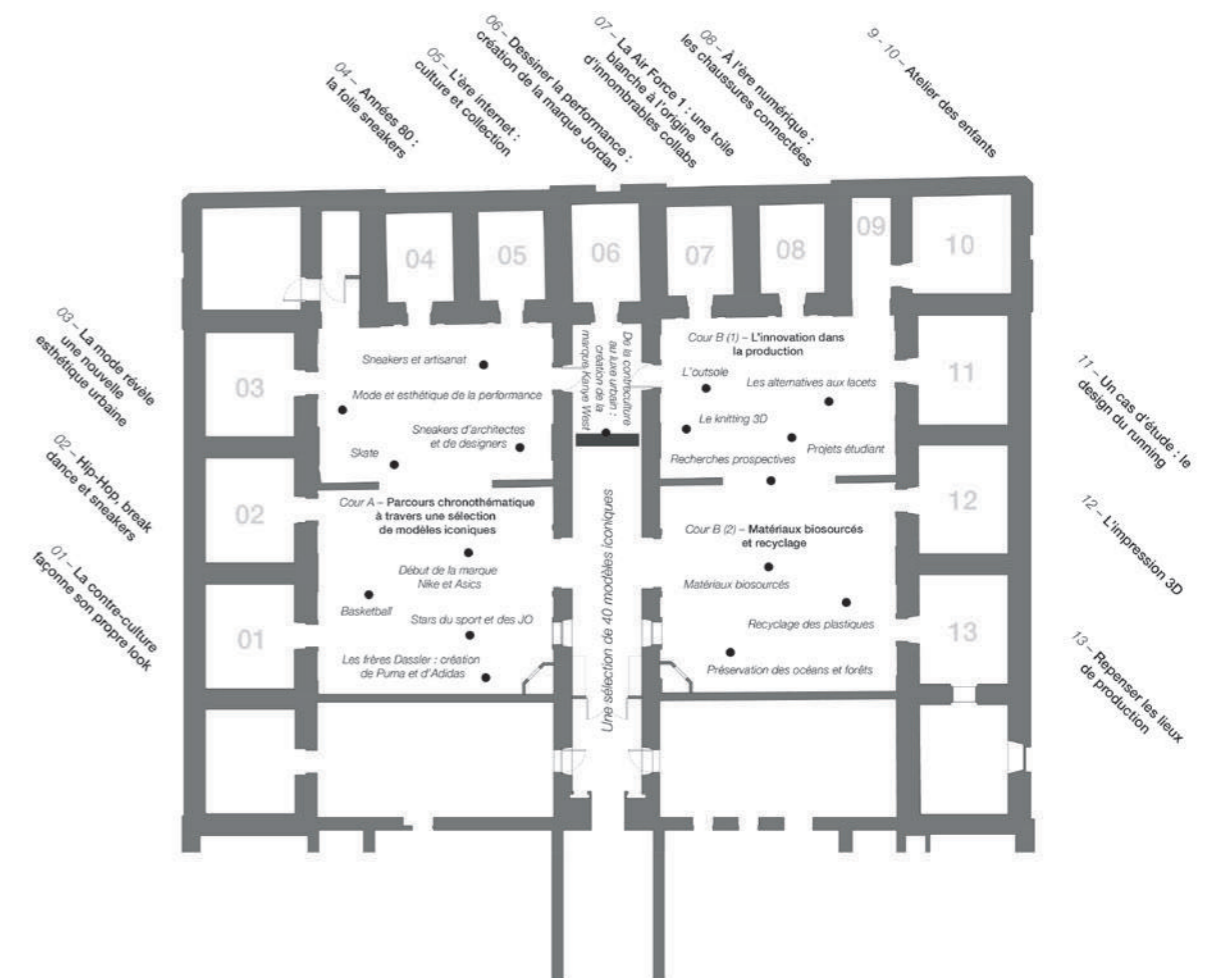 04 – Années 80 :
la folie sneakers
05 – L'ère internet :
culture et collection
06 – Dessiner la performance :
création de la marque Jordan
07 – La Air Force 1 : une toile
blanche à l'origine
d'innombrables collabs
08 – À l'ère numérique :
les chaussures connectées
9 - 10 – Atelier des enfants
03 – La mode révèle
une nouvelle
esthétique urbaine
02 – Hip-Hop, break
dance et sneakers
01 – La contre-culture
façonne son propre look
04
05
06
07
08
09
10
03
02
01
11
12
13
Sneakers et artisanat
Mode et esthétique de la performance
Sneakers d'architectes
et de designers
Skate
Cour A – Parcours chronothématique
à travers une sélection
de modèles iconiques
Début de la marque
Nike et Asics
Basketball
Stars du sport et des JO
Les frères Dassler : création
de Puma et d'Adidas
De la contreculture
au luxe urbain :
création de la
marque Kanye West
Une sélection de 40 modèles iconiques
Cour B (1) – L'innovation dans
la production
L'outsole
Les alternatives aux lacets
Le knitting 3D
Projets étudiant
Recherches prospectives
Cour B (2) – Matériaux biosourcés
et recyclage
Matériaux biosourcés
Recyclage des plastiques
Préservation des océans et forêts
11 – Un cas d'étude : le
design du running
12 – L'impression 3D
13 – Repenser les lieux
de production